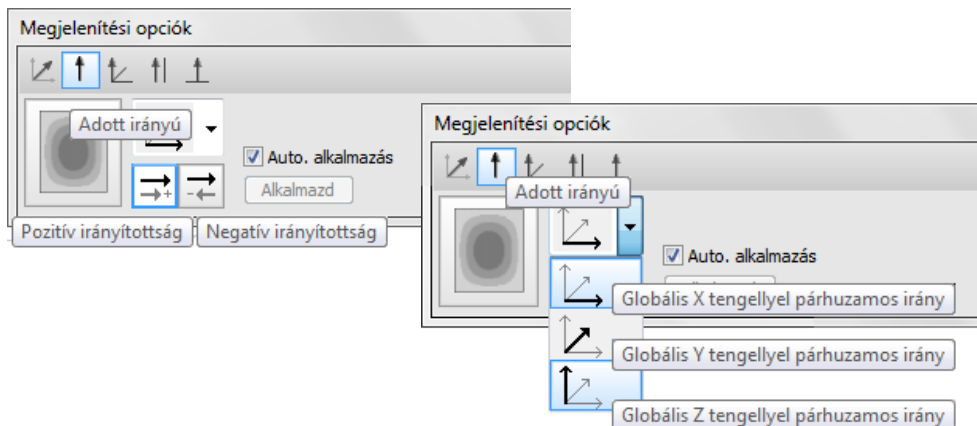 Megjelenítési opciók
Adott irányú
Auto. alkalmazás
Alkalmazd
Pozitív irányítottság
Negatív irányítottság
Megjelenítési opciók
Adott irányú
Auto. alkalmazás
Globális X tengellyel párhuzamos irány
Globális Y tengellyel párhuzamos irány
Globális Z tengellyel párhuzamos irány